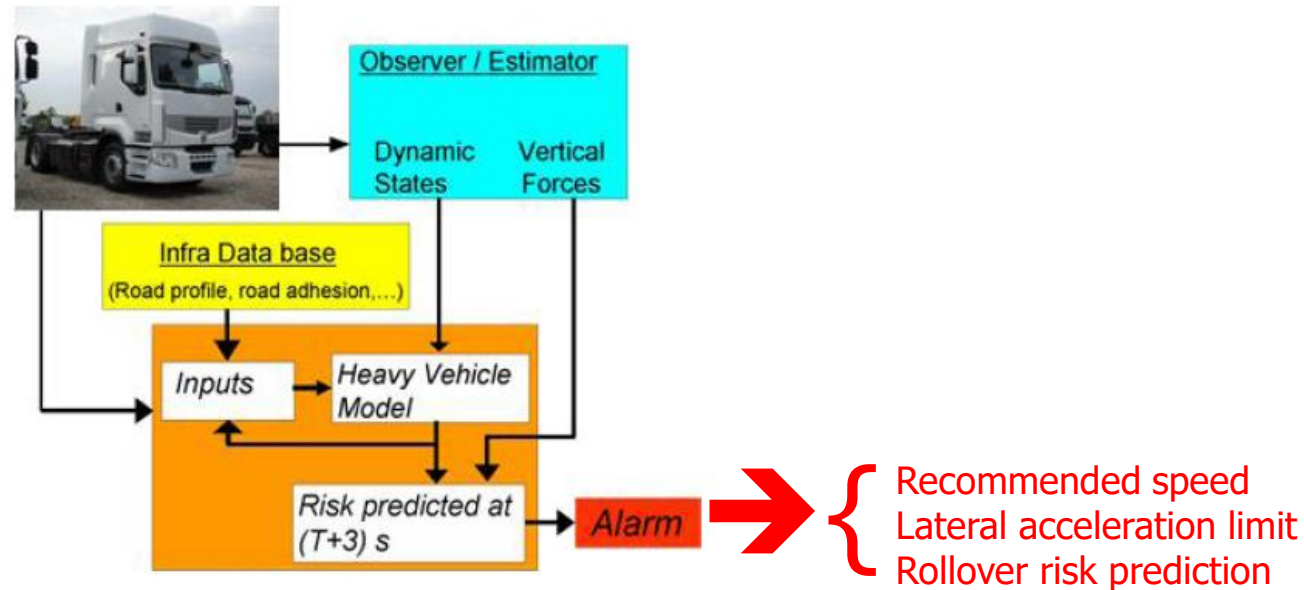 Observer / Estimator
Dynamic Vertical
States Forces
Infra Data base
(Road profile, road adhesion,...)
Inputs
Heavy Vehicle
Model
Risk predicted at
(T+3) s
Alarm
Recommended speed
Lateral acceleration limit
Rollover risk prediction